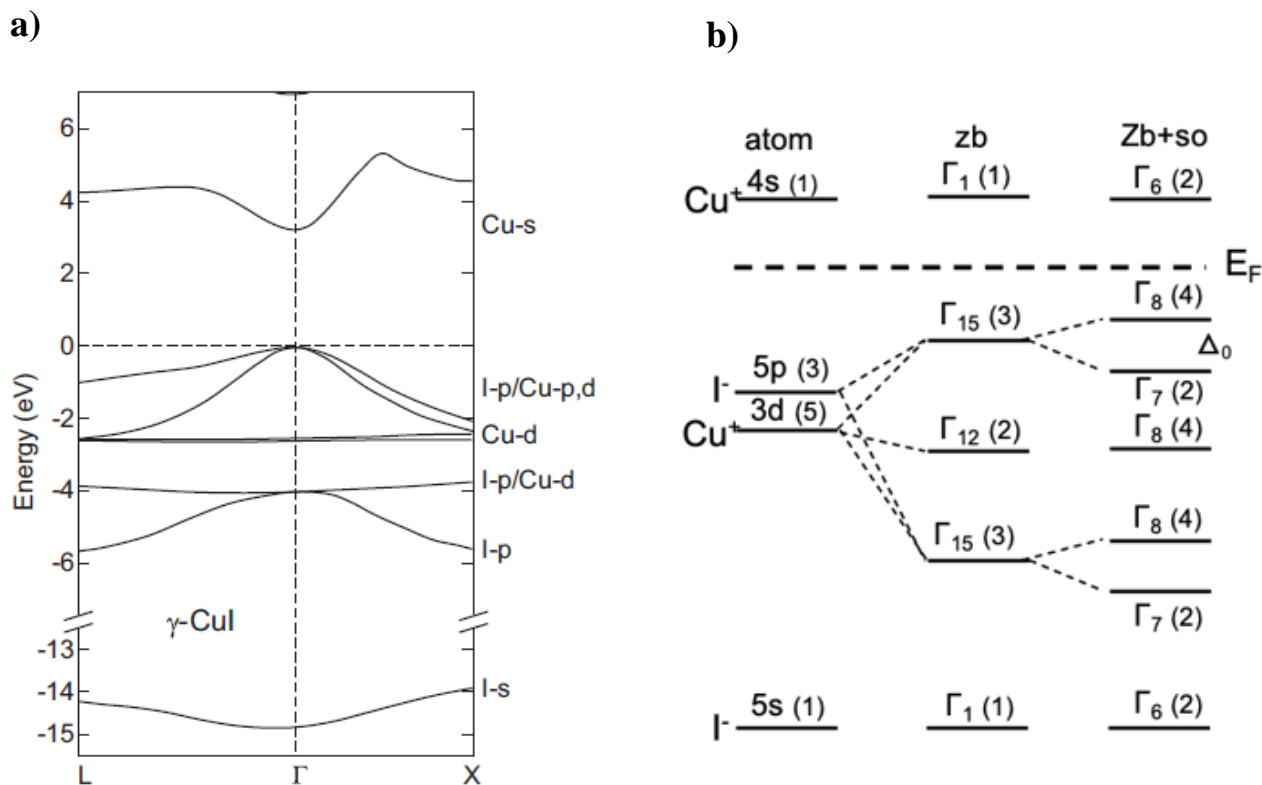 a)
6
4
2
0
-2
-4
-6
-13
-14
-15
Energy (eV)
Cu-s
I-p/Cu-p,d
Cu-d
I-p/Cu-d
I-p
I-s
γ-CuI
L Γ X
b)
atom zb Zb+so
Cu⁺ 4s (1) Γ₁ (1) Γ₆ (2)
E_F
Γ₈ (4)
Γ₁₅ (3)
Δ₀
I⁻ 5p (3)
Γ₇ (2)
Cu⁺ 3d (5) Γ₁₂ (2) Γ₈ (4)
Γ₈ (4)
Γ₁₅ (3)
Γ₇ (2)
I⁻ 5s (1) Γ₁ (1) Γ₆ (2)